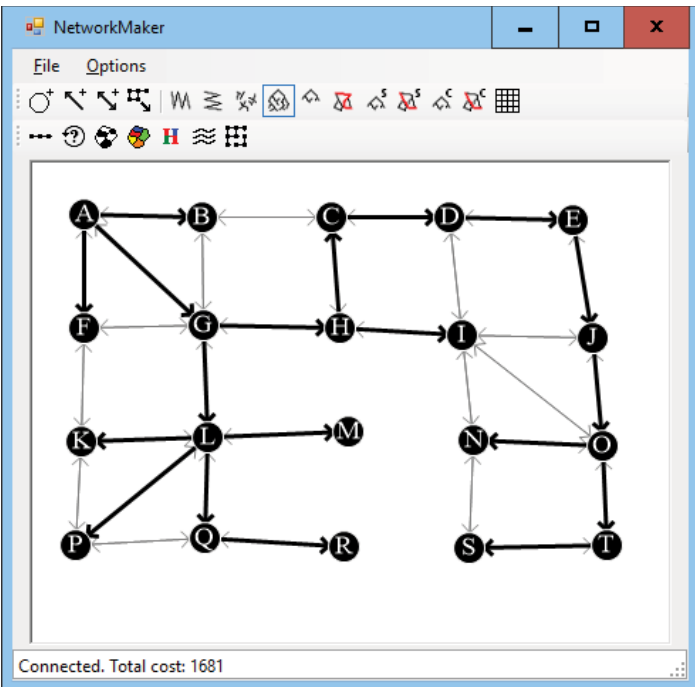 NetworkMaker
File Options
H
A B C D E
F G H I J
K L M N O
P Q R S T
Connected. Total cost: 1681